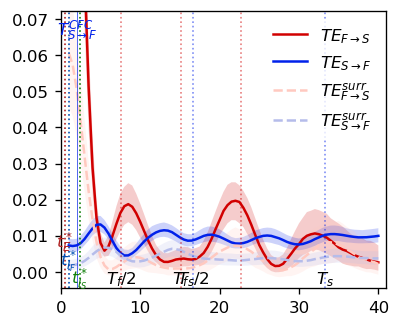 0.07
0.06
0.05
0.04
0.03
0.02
0.01
0.00
0 10 20 30 40
TE_{F→S}
TE_{S→F}
TE^{surr}_{F→S}
TE^{surr}_{S→F}
T_f/2
T_s/2
T_s